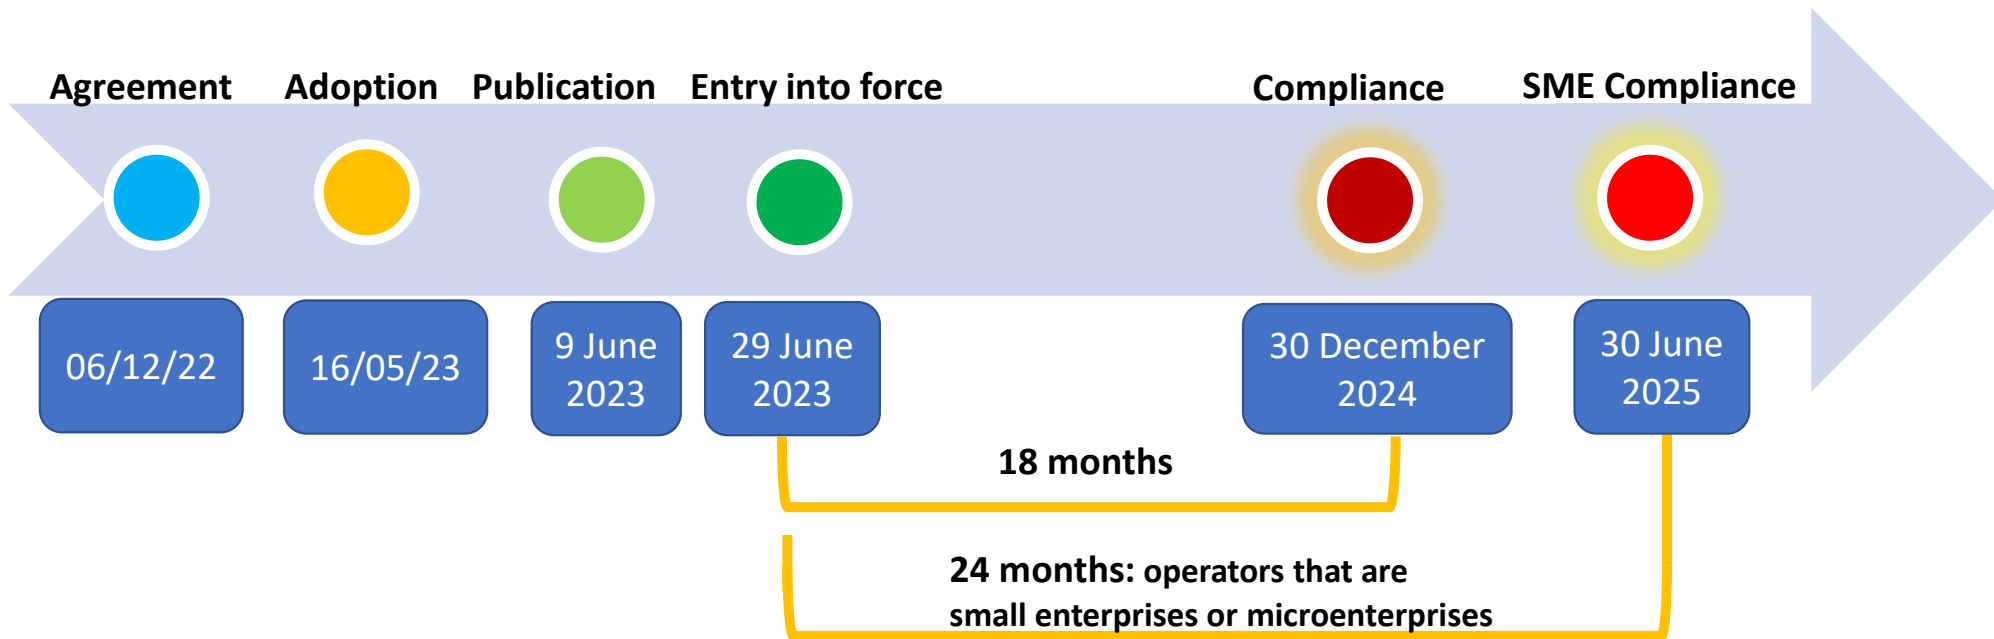 Agreement
Adoption
Publication
Entry into force
Compliance
SME Compliance
06/12/22
16/05/23
9 June
2023
29 June
2023
30 December
2024
30 June
2025
18 months
24 months: operators that are
small enterprises or microenterprises